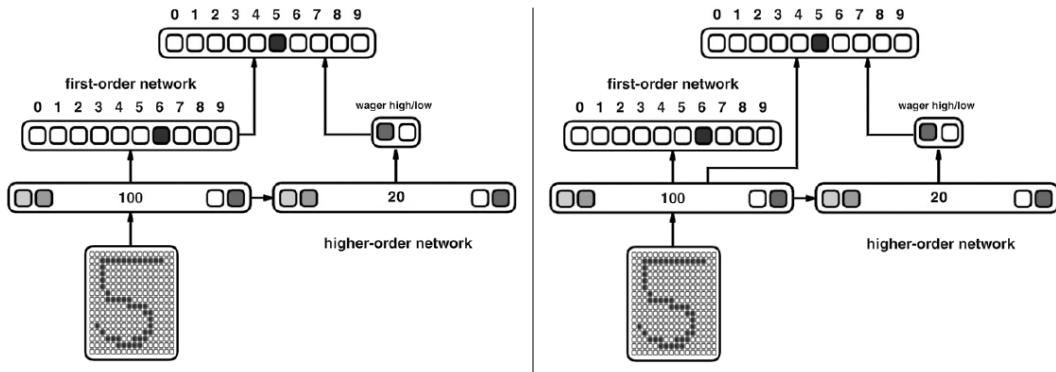 0 1 2 3 4 5 6 7 8 9
first-order network
0 1 2 3 4 5 6 7 8 9
wager high/low
100
20
higher-order network
0 1 2 3 4 5 6 7 8 9
first-order network
0 1 2 3 4 5 6 7 8 9
wager high/low
100
20
higher-order network